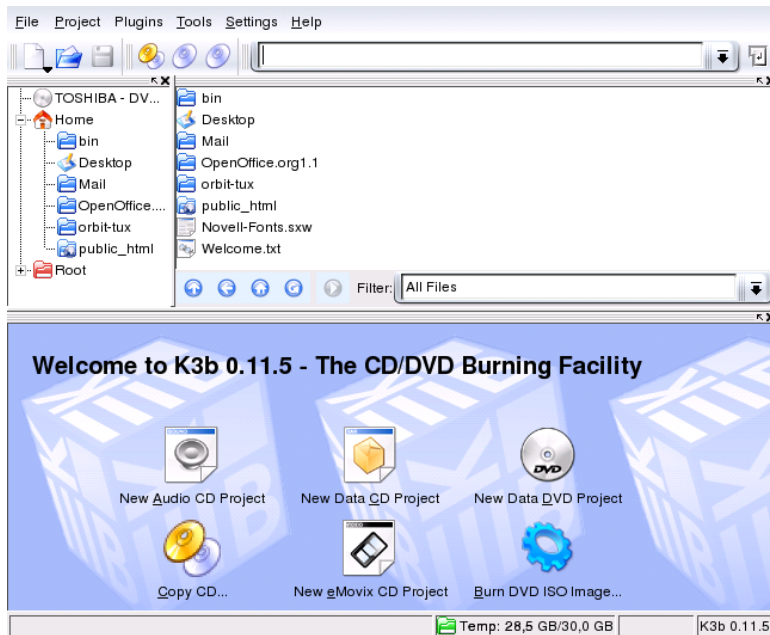 File Project Plugins Tools Settings Help
TOSHIBA - DV...
Home
bin
Desktop
Mail
OpenOffice....
orbit-tux
public_html
Root
bin
Desktop
Mail
OpenOffice.org1.1
orbit-tux
public_html
Novell-Fonts.sxw
Welcome.txt
Filter: All Files
Welcome to K3b 0.11.5 - The CD/DVD Burning Facility
New Audio CD Project New Data CD Project New Data DVD Project
DVD
Copy CD... New eMovix CD Project Burn DVD ISO Image...
Temp: 28,5 GB/30,0 GB K3b 0.11.5